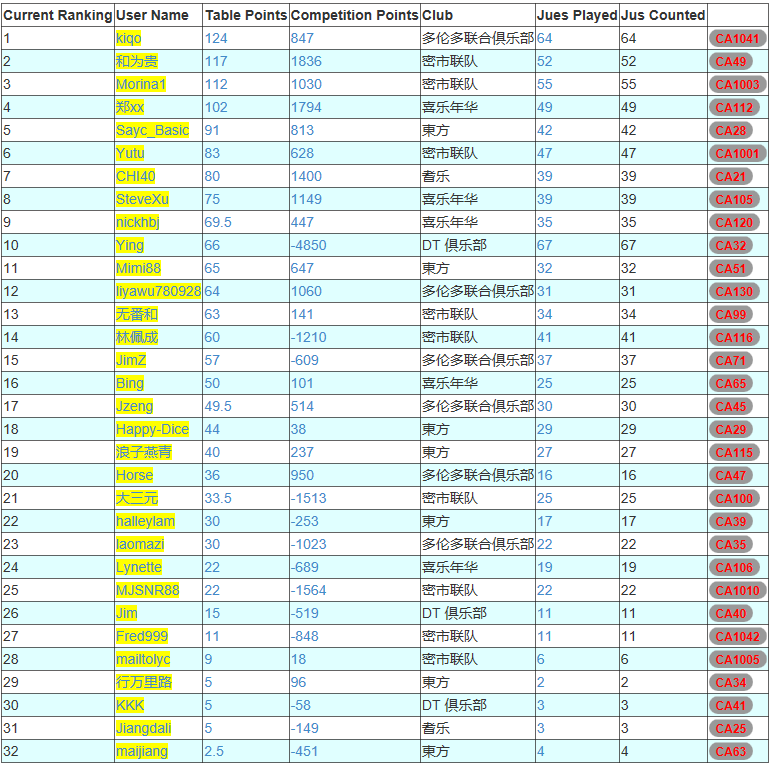 Current Ranking User Name Table Points Competition Points Club Jues Played Jus Counted
1 kiqo 124 847 多伦多联合俱乐部 64 64 CA1041
2 和为贵 117 1836 密市联队 52 52 CA49
3 Morina1 112 1030 密市联队 55 55 CA1003
4 郑xx 102 1794 喜乐年华 49 49 CA112
5 Sayc_Basic 91 813 東方 42 42 CA28
6 Yutu 83 628 密市联队 47 47 CA1001
7 CHI40 80 1400 耆乐 39 39 CA21
8 SteveXu 75 1149 喜乐年华 39 39 CA105
9 nickhbj 69.5 447 喜乐年华 35 35 CA120
10 Ying 66 -4850 DT 俱乐部 67 67 CA32
11 Mimi88 65 647 東方 32 32 CA51
12 liyawu780928 64 1060 多伦多联合俱乐部 31 31 CA130
13 无番和 63 141 密市联队 34 34 CA99
14 林佩成 60 -1210 密市联队 41 41 CA116
15 JimZ 57 -609 多伦多联合俱乐部 37 37 CA71
16 Bing 50 101 喜乐年华 25 25 CA65
17 Jzeng 49.5 514 多伦多联合俱乐部 30 30 CA45
18 Happy-Dice 44 38 東方 29 29 CA29
19 浪子燕青 40 237 東方 27 27 CA115
20 Horse 36 950 多伦多联合俱乐部 16 16 CA47
21 大三元 33.5 -1513 密市联队 25 25 CA100
22 halleylam 30 -253 東方 17 17 CA39
23 laomazi 30 -1023 多伦多联合俱乐部 22 22 CA35
24 Lynette 22 -689 喜乐年华 19 19 CA106
25 MJSNR88 22 -1564 密市联队 22 22 CA1010
26 Jim 15 -519 DT 俱乐部 11 11 CA40
27 Fred999 11 -848 密市联队 11 11 CA1042
28 mailtolyc 9 18 密市联队 6 6 CA1005
29 行万里路 5 96 東方 2 2 CA34
30 KKK 5 -58 DT 俱乐部 3 3 CA41
31 Jiangdali 5 -149 耆乐 3 3 CA25
32 maijiang 2.5 -451 東方 4 4 CA63